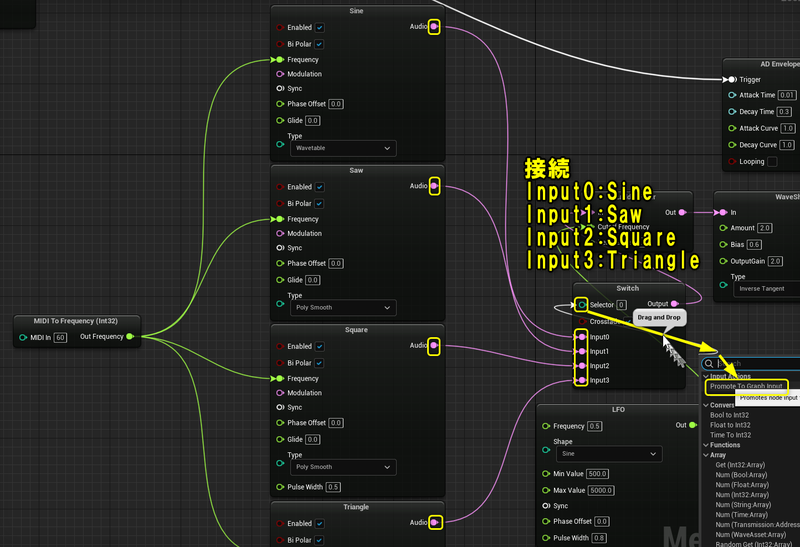 Sine
Enabled
Audio
Bi Polar
Frequency
Modulation
Sync
Phase Offset 0.0
Glide 0.0
Type
Wavetable
Saw
Enabled
Audio
Bi Polar
Frequency
Modulation
Sync
Phase Offset 0.0
Glide 0.0
Type
Poly Smooth
MIDI To Frequency (Int32)
MIDI In 60
Out Frequency
Square
Enabled
Audio
Bi Polar
Frequency
Modulation
Sync
Phase Offset 0.0
Glide 0.0
Type
Poly Smooth
Pulse Width 0.5
Triangle
Enabled
Audio
Bi Polar
接続
Input0:Sine
Input1:Saw
Input2:Square
Input3:Triangle
Out
Switch
Selector 0
Output
Drag and Drop
Input0
Input1
Input2
Input3
LFO
Frequency 0.5
Out
Shape
Sine
Min Value 500.0
Max Value 5000.0
Sync
Phase Offset 0.0
Pulse Width 0.8
AD Envelope
Trigger
Attack Time 0.01
Decay Time 0.3
Attack Curve 1.0
Decay Curve 1.0
Looping
WaveSh
In
Amount 2.0
Bias 0.6
OutputGain 2.0
Type
Inverse Tangent
Input Actions
Promote To Graph Input
Promotes node input
Convers
Bool to Int32
Float to Int32
Time To Int32
Functions
Array
Get (Int32:Array)
Num (Bool:Array)
Num (Float:Array)
Num (Int32:Array)
Num (String:Array)
Num (Time:Array)
Num (Transmission:Address
Num (WaveAsset:Array)
Random Get (Int32:Array)
Me